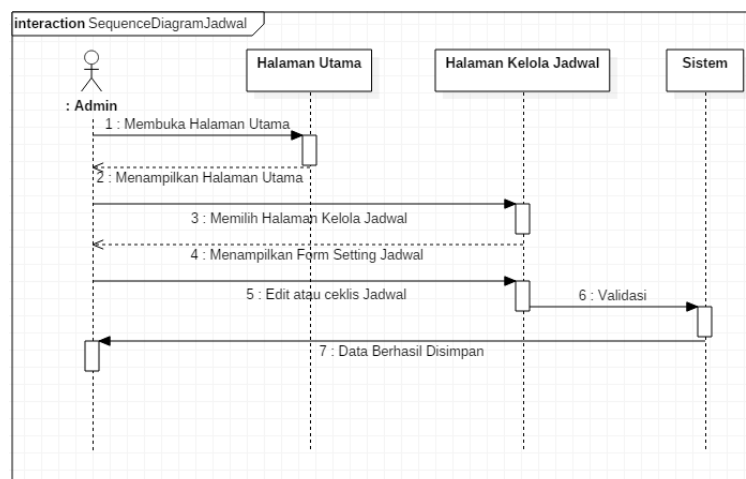 interaction SequenceDiagramJadwal
Halaman Utama
Halaman Kelola Jadwal
Sistem
: Admin
1 : Membuka Halaman Utama
2 : Menampilkan Halaman Utama
3 : Memilih Halaman Kelola Jadwal
4 : Menampilkan Form Setting Jadwal
5 : Edit atau ceklis Jadwal
6 : Validasi
7 : Data Berhasil Disimpan